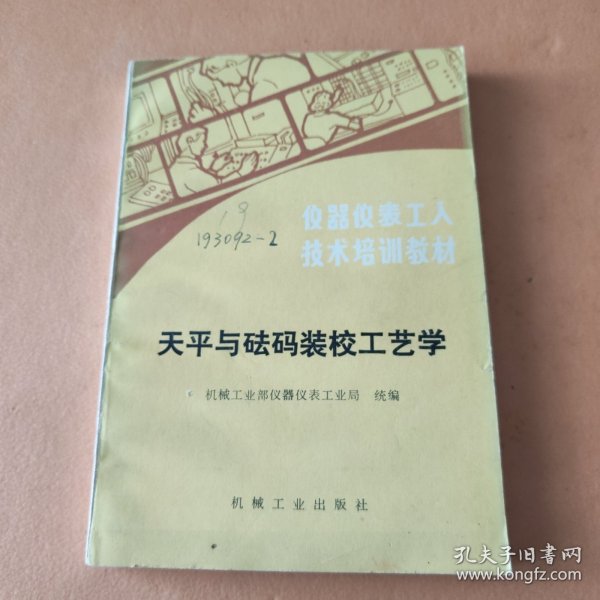 仪器仪表工人
技术培训教材
19
193092-2
天平与砝码装校工艺学
机械工业部仪器仪表工业局 统编
机械工业出版社
孔夫子旧书网
www.kongfz.com